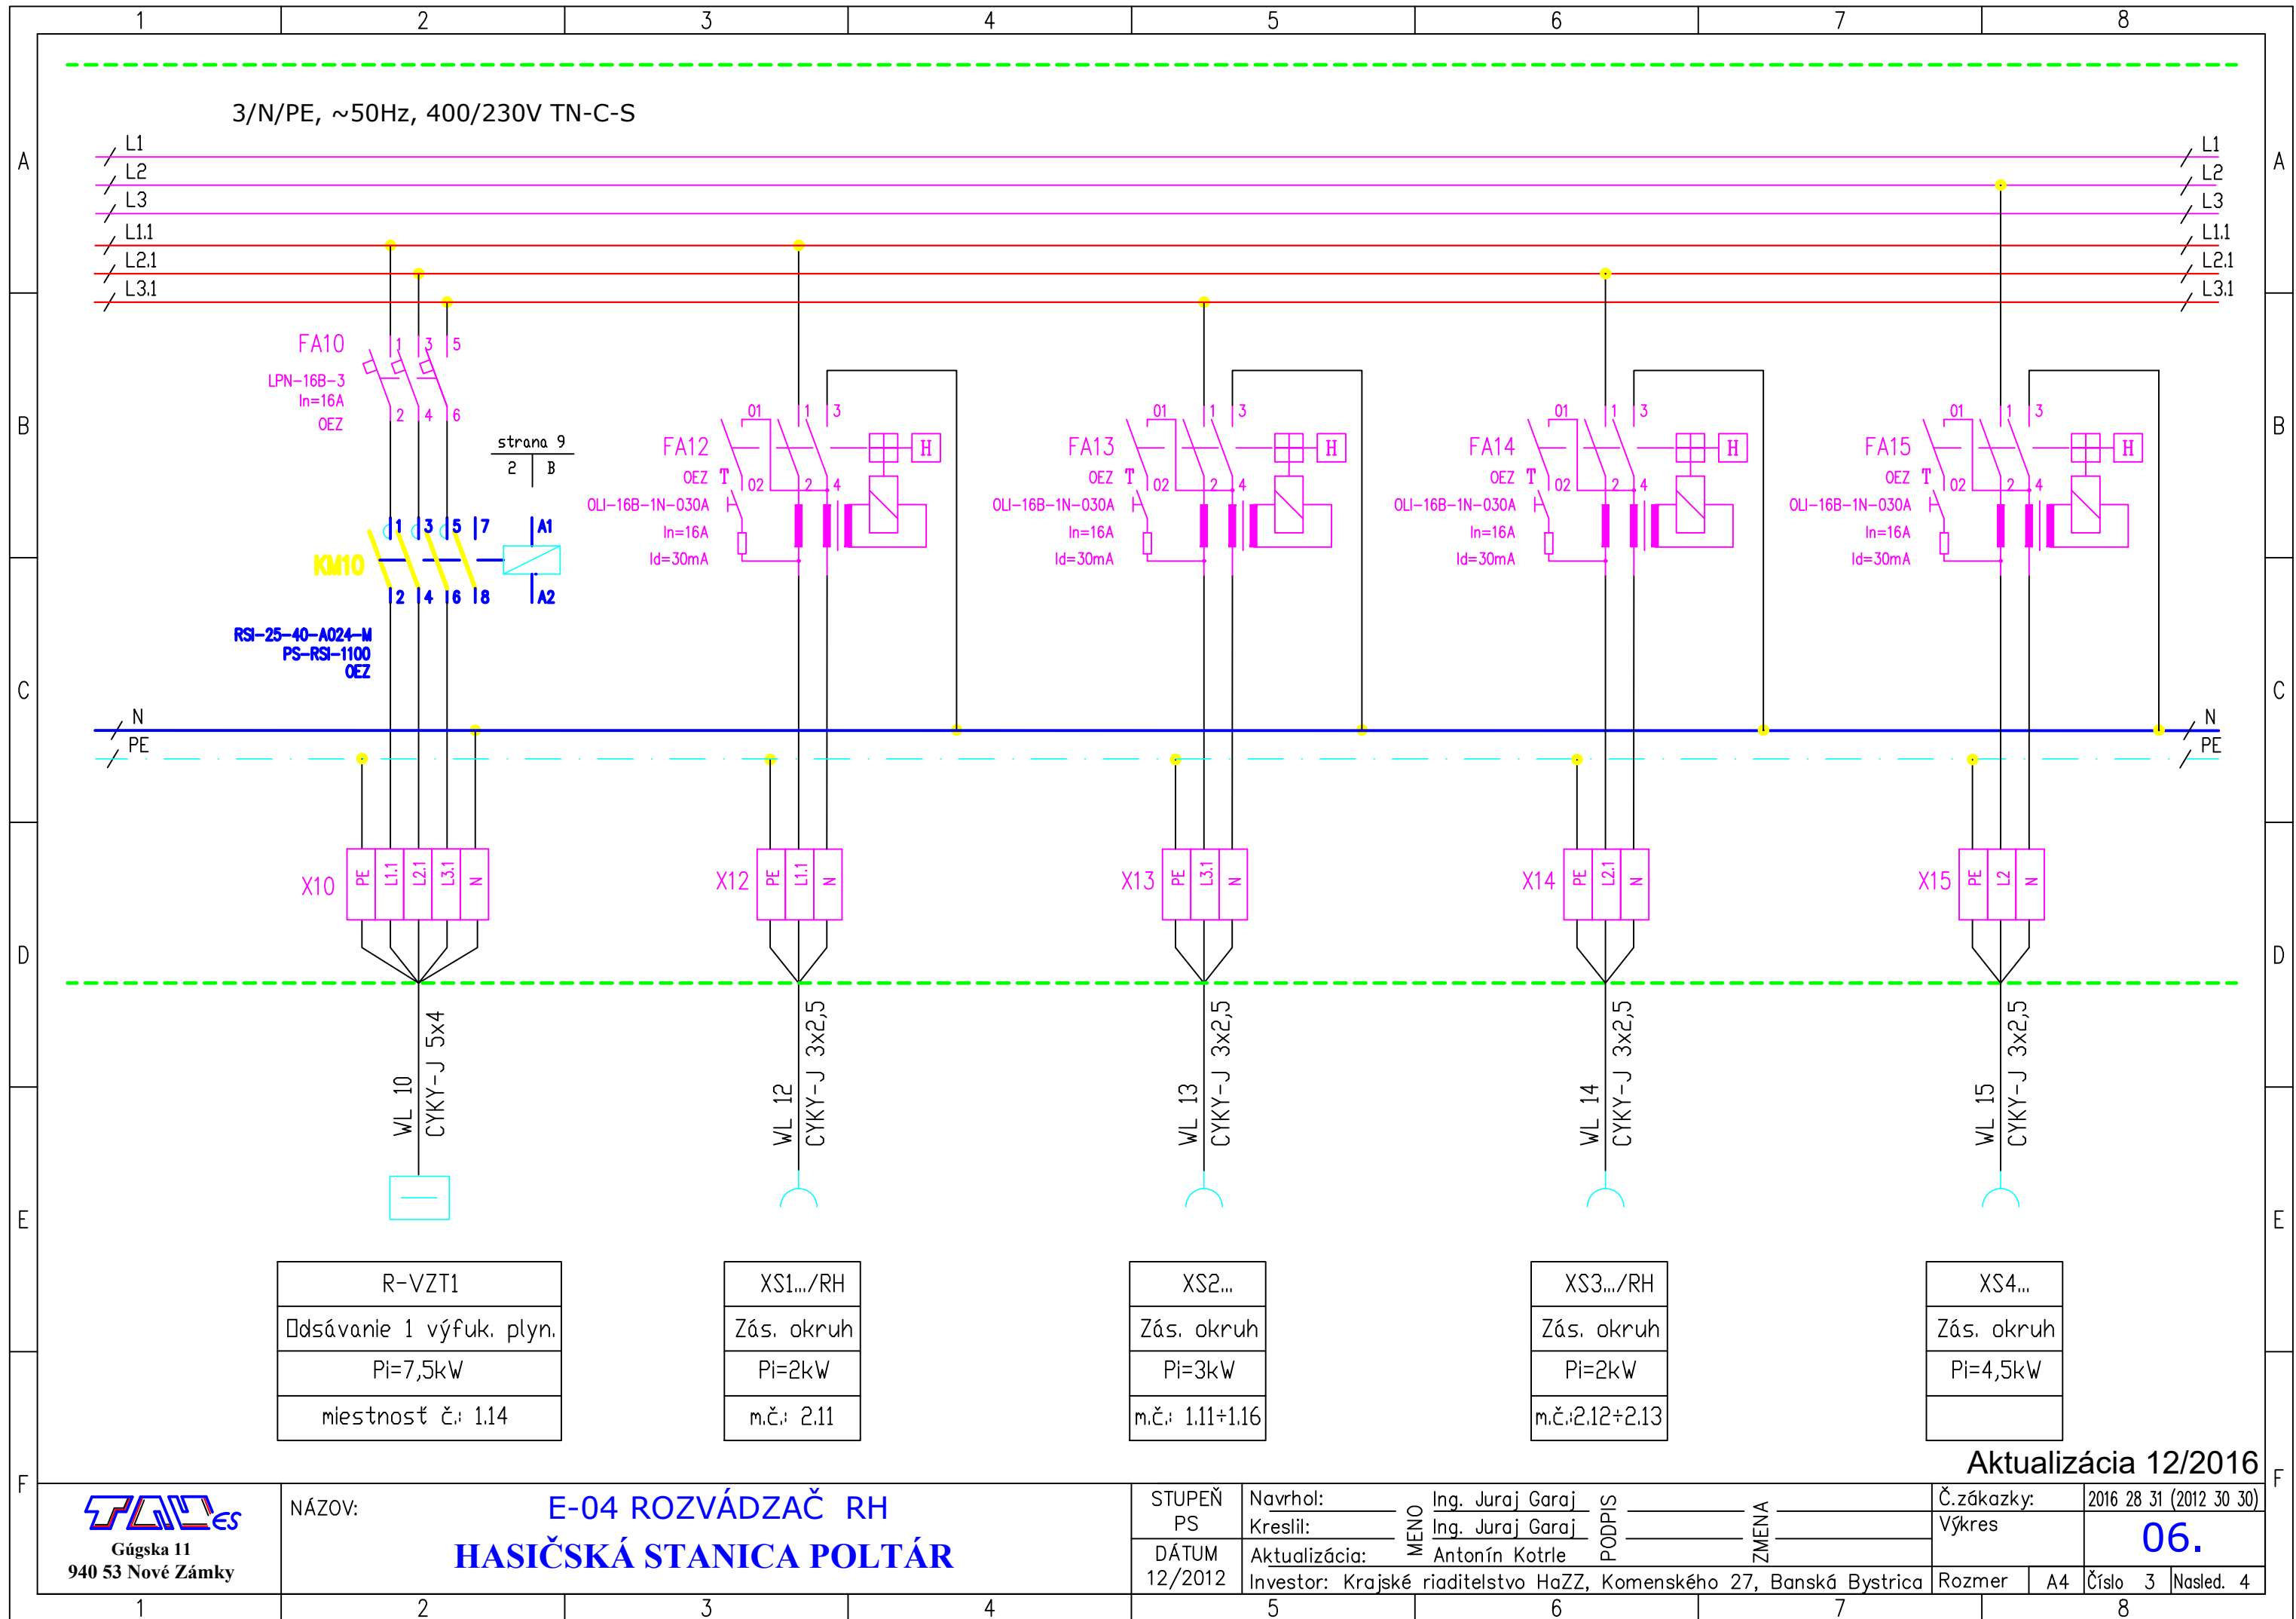 1 2 3 4 5 6 7 8
3/N/PE, ~50Hz, 400/230V TN-C-S
A
L1 L1
A
L2 L2
L3 L3
L1.1 L1.1
L2.1 L2.1
L3.1 L3.1
B
B
FA10
1 3 5
LPN-16B-3
In=16A
OEZ
2 4 6
strana 9
2 B
FA12
OEZ
OLI-16B-1N-030A
In=16A
Id=30mA
01 1 3
T 02 2 4
H
FA13
OEZ
OLI-16B-1N-030A
In=16A
Id=30mA
01 1 3
T 02 2 4
H
FA14
OEZ
OLI-16B-1N-030A
In=16A
Id=30mA
01 1 3
T 02 2 4
H
FA15
OEZ
OLI-16B-1N-030A
In=16A
Id=30mA
01 1 3
T 02 2 4
H
1 3 5 7 A1
KM10
2 4 6 8 A2
RSI-25-40-A024-M
PS-RSI-1100
OEZ
C
C
N N
PE PE
X10 PE L1.1 L2.1 L3.1 N
X12 PE L1.1 N
X13 PE L3.1 N
X14 PE L2.1 N
X15 PE L2 N
D
D
WL 10
CYKY-J 5x4
WL 12
CYKY-J 3x2,5
WL 13
CYKY-J 3x2,5
WL 14
CYKY-J 3x2,5
WL 15
CYKY-J 3x2,5
E
E
R-VZT1
Odsávanie 1 výfuk. plyn.
Pi=7,5kW
miestnosť č.: 1.14
XS1.../RH
Zás. okruh
Pi=2kW
m.č.: 2.11
XS2...
Zás. okruh
Pi=3kW
m.č.: 1.11÷1.16
XS3.../RH
Zás. okruh
Pi=2kW
m.č.:2.12÷2.13
XS4...
Zás. okruh
Pi=4,5kW
Aktualizácia 12/2016
F
F
TAMES
Gúgska 11
940 53 Nové Zámky
NÁZOV:
E-04 ROZVÁDZAČ RH
HASIČSKÁ STANICA POLTÁR
STUPEŇ
PS
DÁTUM
12/2012
Navrhol: Ing. Juraj Garaj
Kreslil: Ing. Juraj Garaj
Aktualizácia: Antonín Kotrle
MENO
PODPIS
ZMENA
Investor: Krajské riaditelstvo HaZZ, Komenského 27, Banská Bystrica
Č.zákazky: 2016 28 31 (2012 30 30)
Výkres 06.
Rozmer A4 Číslo 3 Nasled. 4
1 2 3 4 5 6 7 8